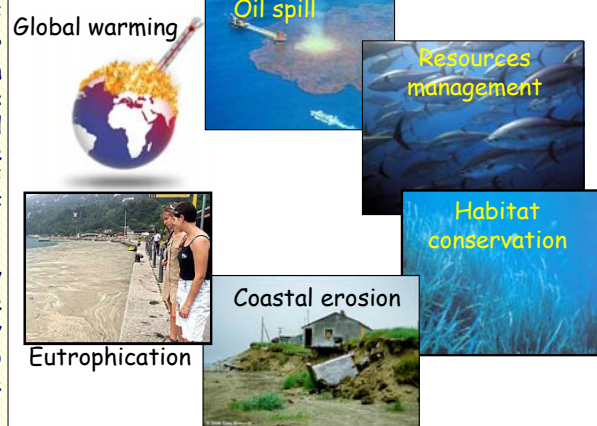 Global warming
Oil spill
Resources
management
Habitat
conservation
Coastal erosion
Eutrophication